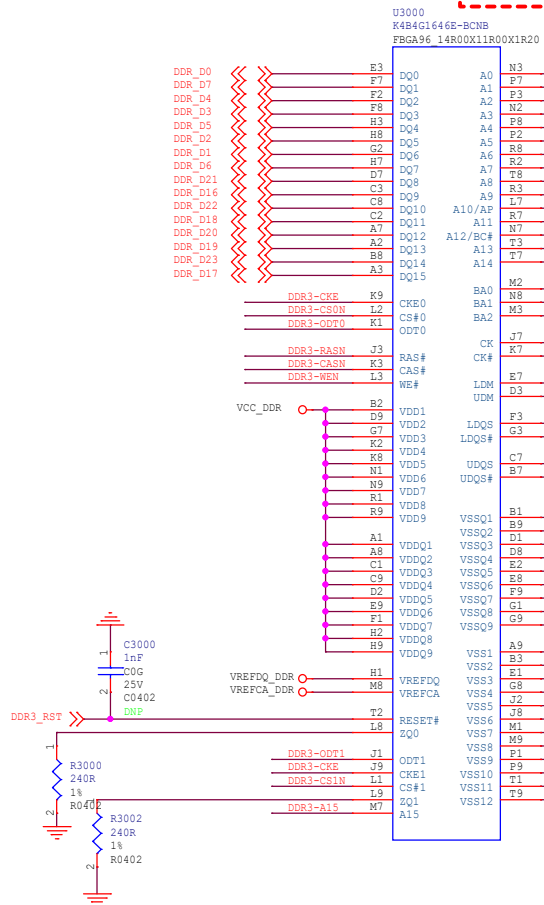 U3000
K4B4G1646E-BCNB
FBGA96_14R00X11R00X1R20
DDR_D0 E3 DQ0 A0 N3
DDR_D7 F7 DQ1 A1 P7
DDR_D4 F2 DQ2 A2 P3
DDR_D3 F8 DQ3 A3 N2
DDR_D5 H3 DQ4 A4 P8
DDR_D2 H8 DQ5 A5 P2
DDR_D1 G2 DQ6 A6 R8
DDR_D6 H7 DQ7 A7 R2
DDR_D21 D7 DQ8 A8 T8
DDR_D16 C3 DQ9 A9 R3
DDR_D22 C8 DQ10 A10/AP L7
DDR_D18 C2 DQ11 A11 R7
DDR_D20 A7 DQ12 A12/BC# N7
DDR_D19 A2 DQ13 A13 T3
DDR_D23 B8 DQ14 A14 T7
DDR_D17 A3 DQ15
BA0 M2
DDR3-CKE K9 CKE0 BA1 N8
DDR3-CS0N L2 CS#0 BA2 M3
DDR3-ODT0 K1 ODT0
CK J7
DDR3-RASN J3 RAS# CK# K7
DDR3-CASN K3 CAS#
DDR3-WEN L3 WE# LDM E7
UDM D3
VCC_DDR B2 VDD1
D9 VDD2 LDQS F3
G7 VDD3 LDQS# G3
K2 VDD4
K8 VDD5 UDQS C7
N1 VDD6 UDQS# B7
N9 VDD7
R1 VDD8
R9 VDD9 VSSQ1 B1
VSSQ2 B9
A1 VDDQ1 VSSQ3 D1
A8 VDDQ2 VSSQ4 D8
C1 VDDQ3 VSSQ5 E2
C9 VDDQ4 VSSQ6 E8
D2 VDDQ5 VSSQ7 F9
E9 VDDQ6 VSSQ8 G1
F1 VDDQ7 VSSQ9 G9
H2 VDDQ8
H9 VDDQ9 VSS1 A9
VSS2 B3
VREFDQ_DDR H1 VREFDQ VSS3 E1
VREFCA_DDR M8 VREFCA VSS4 G8
VSS5 J2
1
C3000
1nF
C0G
25V
2
C0402
DNP
DDR3_RST T2 RESET# VSS6 J8
L8 ZQ0 VSS7 M1
VSS8 M9
DDR3-ODT1 J1 ODT1 VSS9 P1
DDR3-CKE J9 CKE1 VSS10 P9
DDR3-CS1N L1 CS#1 VSS11 T1
L9 ZQ1 VSS12 T9
DDR3-A15 M7 A15
1
R3000
240R
1%
2
R0402
1
R3002
240R
1%
2
R0402